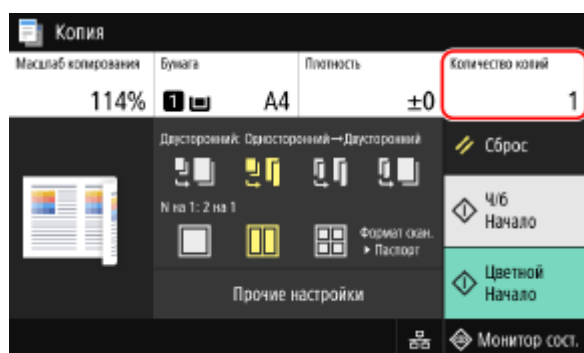 Копия
Масштаб копирования
Бумага
Плотность
Количество копий
114%
1
A4
±0
1
Двусторонний: Односторонний→Двусторонний
Сброс
N на 1: 2 на 1
Ч/б
Начало
Формат скан.
▸ Паспорт
Цветной
Начало
Прочие настройки
Монитор сост.